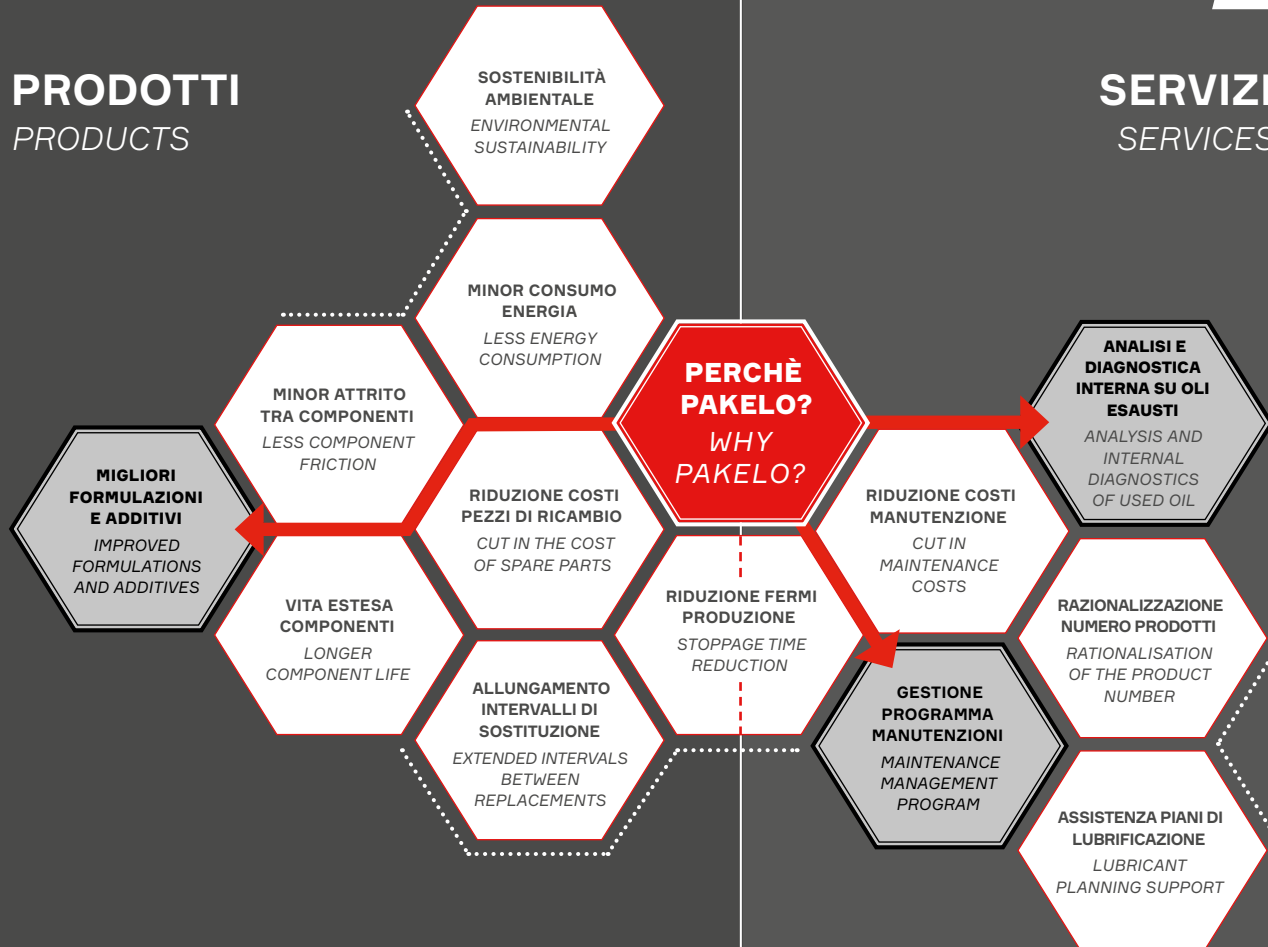 PRODOTTI
PRODUCTS
SERVIZI
SERVICES
SOSTENIBILITÀ
AMBIENTALE
ENVIRONMENTAL
SUSTAINABILITY
MINOR CONSUMO
ENERGIA
LESS ENERGY
CONSUMPTION
MINOR ATTRITO
TRA COMPONENTI
LESS COMPONENT
FRICTION
PERCHÈ
PAKELO?
WHY
PAKELO?
ANALISI E
DIAGNOSTICA
INTERNA SU OLI
ESAUSTI
ANALYSIS AND
INTERNAL
DIAGNOSTICS
OF USED OIL
MIGLIORI
FORMULAZIONI
E ADDITIVI
IMPROVED
FORMULATIONS
AND ADDITIVES
RIDUZIONE COSTI
PEZZI DI RICAMBIO
CUT IN THE COST
OF SPARE PARTS
RIDUZIONE COSTI
MANUTENZIONE
CUT IN
MAINTENANCE
COSTS
VITA ESTESA
COMPONENTI
LONGER
COMPONENT LIFE
RIDUZIONE FERMI
PRODUZIONE
STOPPAGE TIME
REDUCTION
RAZIONALIZZAZIONE
NUMERO PRODOTTI
RATIONALISATION
OF THE PRODUCT
NUMBER
ALLUNGAMENTO
INTERVALLI DI
SOSTITUZIONE
EXTENDED INTERVALS
BETWEEN
REPLACEMENTS
GESTIONE
PROGRAMMA
MANUTENZIONI
MAINTENANCE
MANAGEMENT
PROGRAM
ASSISTENZA PIANI DI
LUBRIFICAZIONE
LUBRICANT
PLANNING SUPPORT